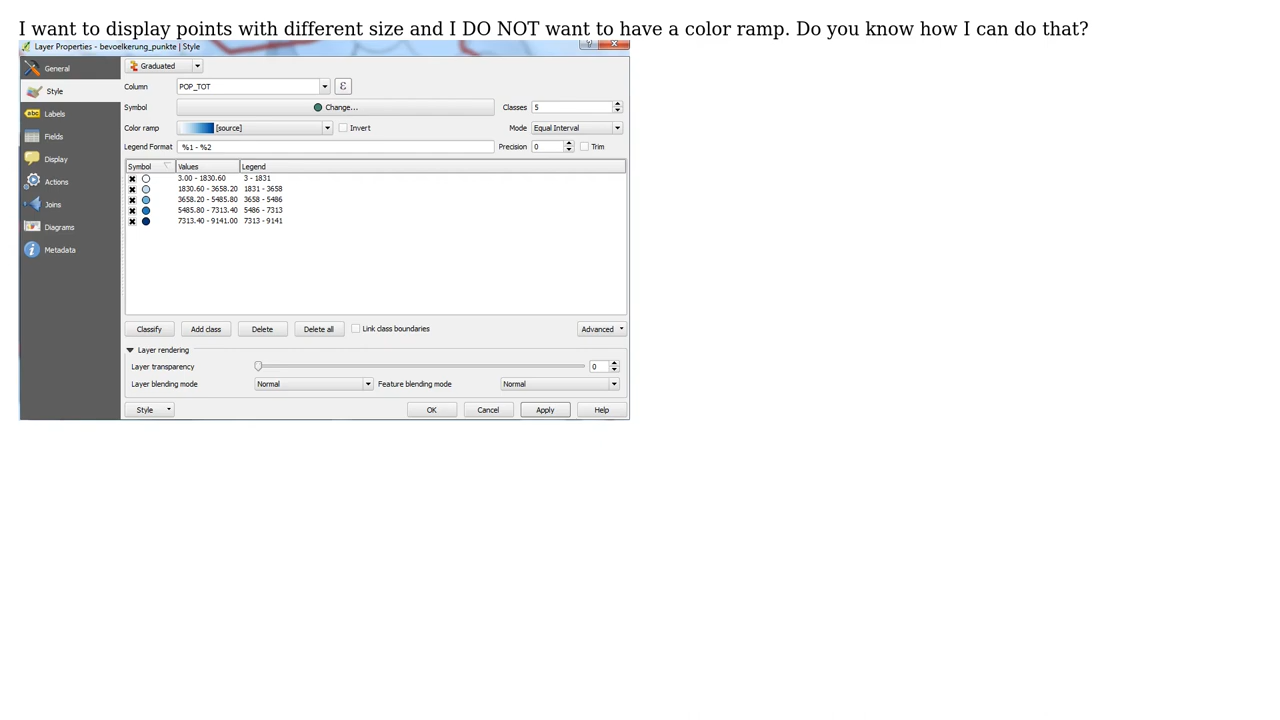 I want to display points with different size and I DO NOT want to have a color ramp. Do you know how I can do that?
Layer Properties - bevoelkerung_punkte | Style
General
Style
Labels
Fields
Display
Actions
Joins
Diagrams
Metadata
Graduated
Column POP_TOT ε
Symbol Change... Classes 5
Color ramp [source] Invert Mode Equal Interval
Legend Format %1 - %2 Precision 0 Trim
Symbol Values Legend
3.00 - 1830.60 3 - 1831
1830.60 - 3658.20 1831 - 3658
3658.20 - 5485.80 3658 - 5486
5485.80 - 7313.40 5486 - 7313
7313.40 - 9141.00 7313 - 9141
Classify Add class Delete Delete all Link class boundaries Advanced
Layer rendering
Layer transparency 0
Layer blending mode Normal Feature blending mode Normal
Style OK Cancel Apply Help